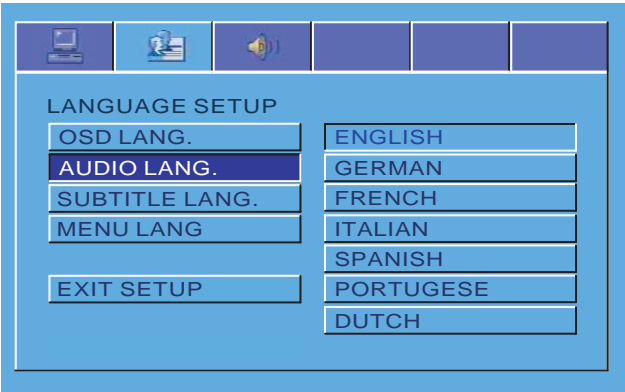 LANGUAGE SETUP
OSD LANG.
AUDIO LANG.
SUBTITLE LANG.
MENU LANG
EXIT SETUP
ENGLISH
GERMAN
FRENCH
ITALIAN
SPANISH
PORTUGESE
DUTCH